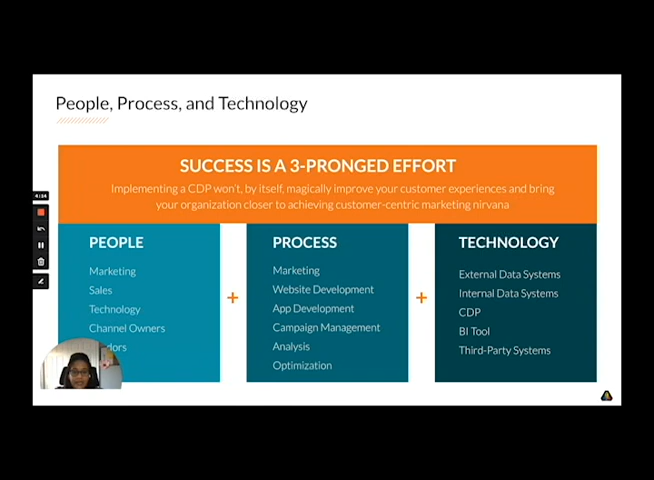 People, Process, and Technology
SUCCESS IS A 3-PRONGED EFFORT
Implementing a CDP won't, by itself, magically improve your customer experiences and bring
your organization closer to achieving customer-centric marketing nirvana
PEOPLE
Marketing
Sales
Technology
Channel Owners
+
PROCESS
Marketing
Website Development
App Development
Campaign Management
Analysis
Optimization
+
TECHNOLOGY
External Data Systems
Internal Data Systems
CDP
BI Tool
Third-Party Systems